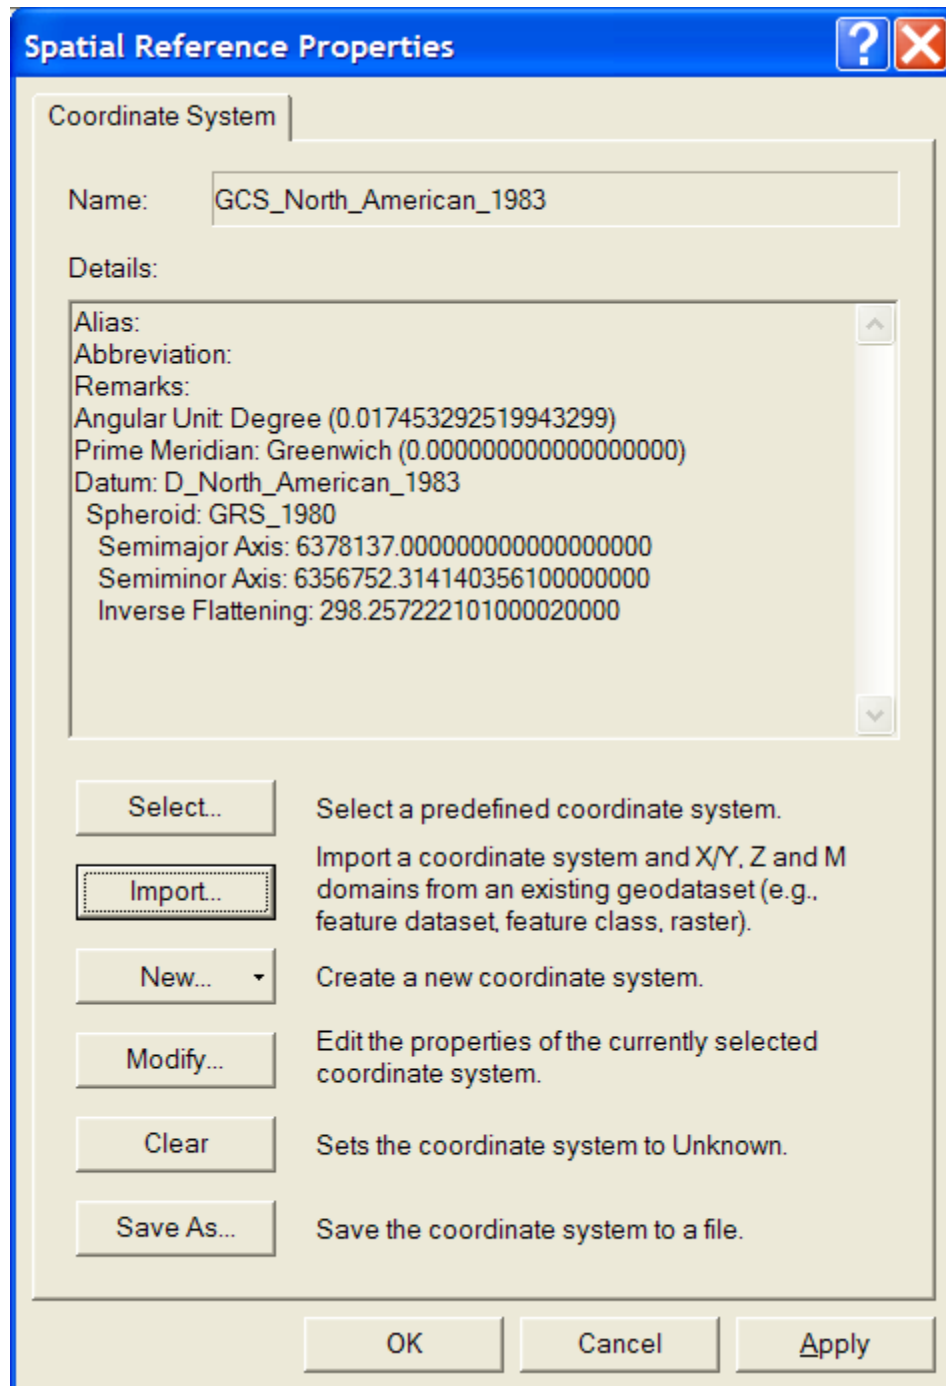 Spatial Reference Properties
Coordinate System
Name: GCS_North_American_1983
Details:
Alias:
Abbreviation:
Remarks:
Angular Unit: Degree (0.017453292519943299)
Prime Meridian: Greenwich (0.000000000000000000)
Datum: D_North_American_1983
Spheroid: GRS_1980
Semimajor Axis: 6378137.000000000000000000
Semiminor Axis: 6356752.314140356100000000
Inverse Flattening: 298.257222101000020000
Select... Select a predefined coordinate system.
Import... Import a coordinate system and X/Y, Z and M
domains from an existing geodataset (e.g.,
feature dataset, feature class, raster).
New... Create a new coordinate system.
Modify... Edit the properties of the currently selected
coordinate system.
Clear Sets the coordinate system to Unknown.
Save As... Save the coordinate system to a file.
OK Cancel Apply